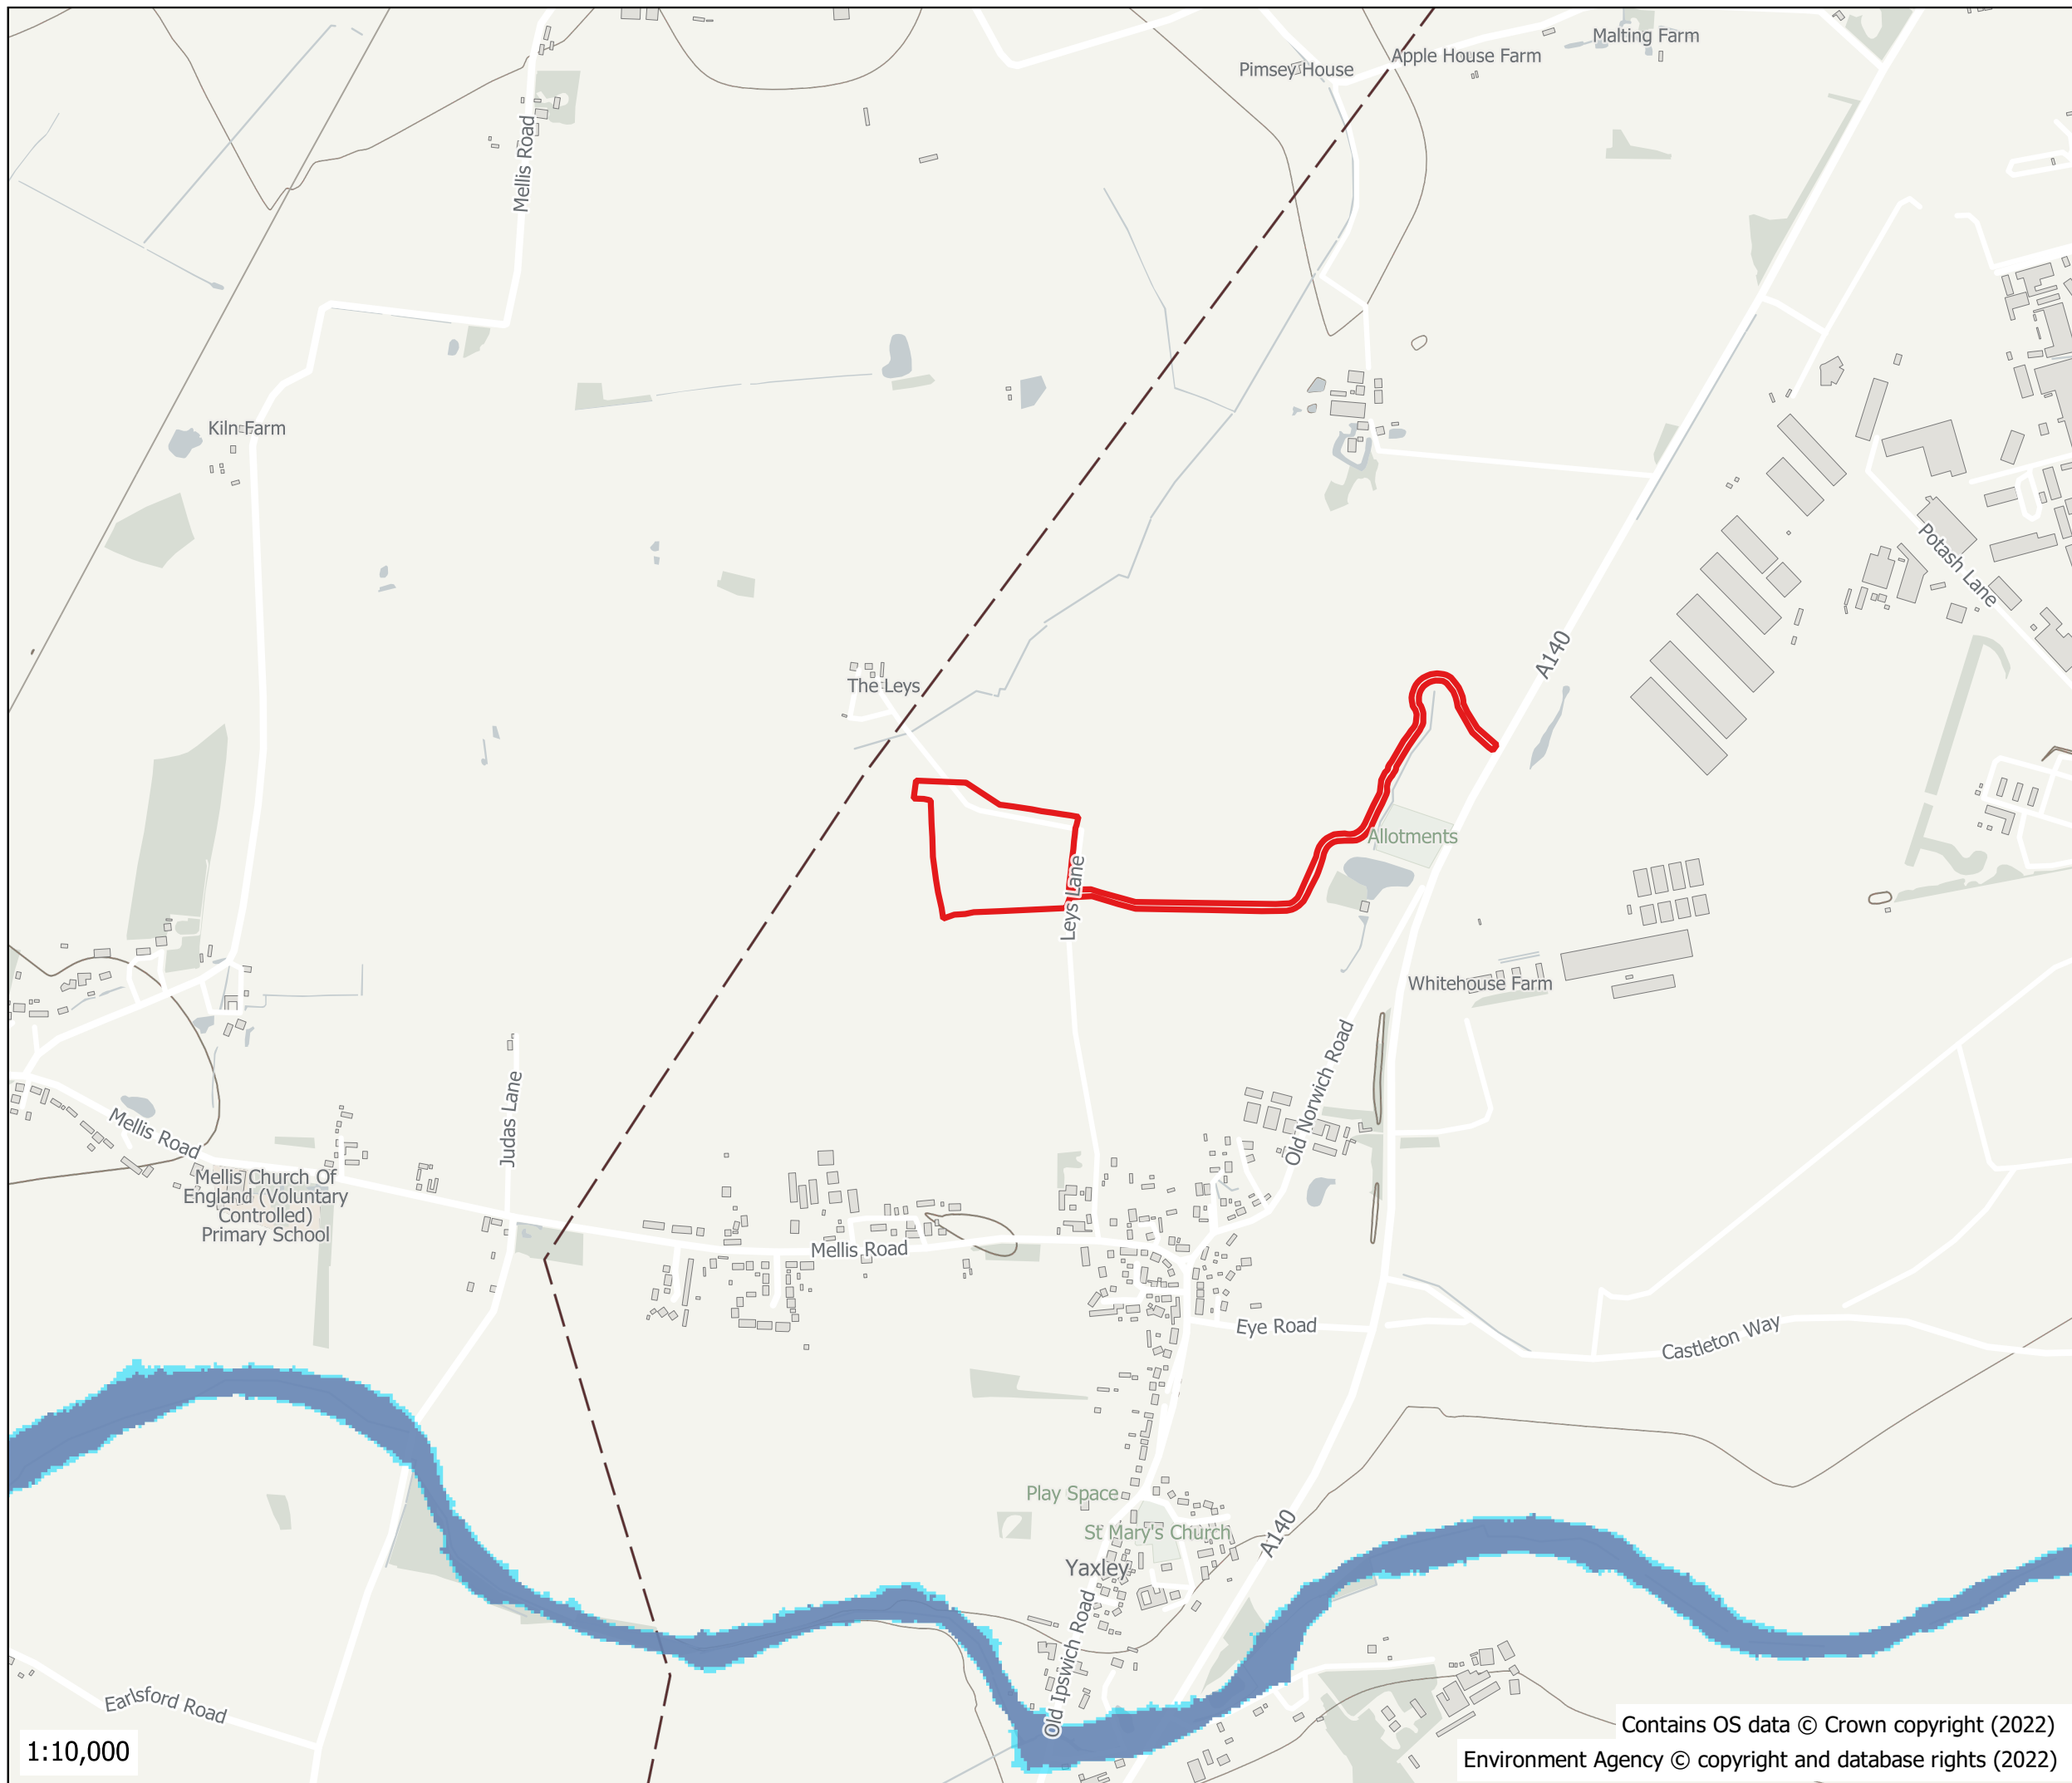 Malting Farm
Apple House Farm
Pimsey House
Mellis Road
Kiln Farm
Potash Lane
A140
The Leys
Allotments
Leys Lane
Whitehouse Farm
Old Norwich Road
Judas Lane
Mellis Road
Mellis Church Of
England (Voluntary
Controlled)
Primary School
Mellis Road
Eye Road
Castleton Way
Play Space
St Mary's Church
A140
Yaxley
Old Ipswich Road
Earlsford Road
1:10,000
Contains OS data © Crown copyright (2022)
Environment Agency © copyright and database rights (2022)